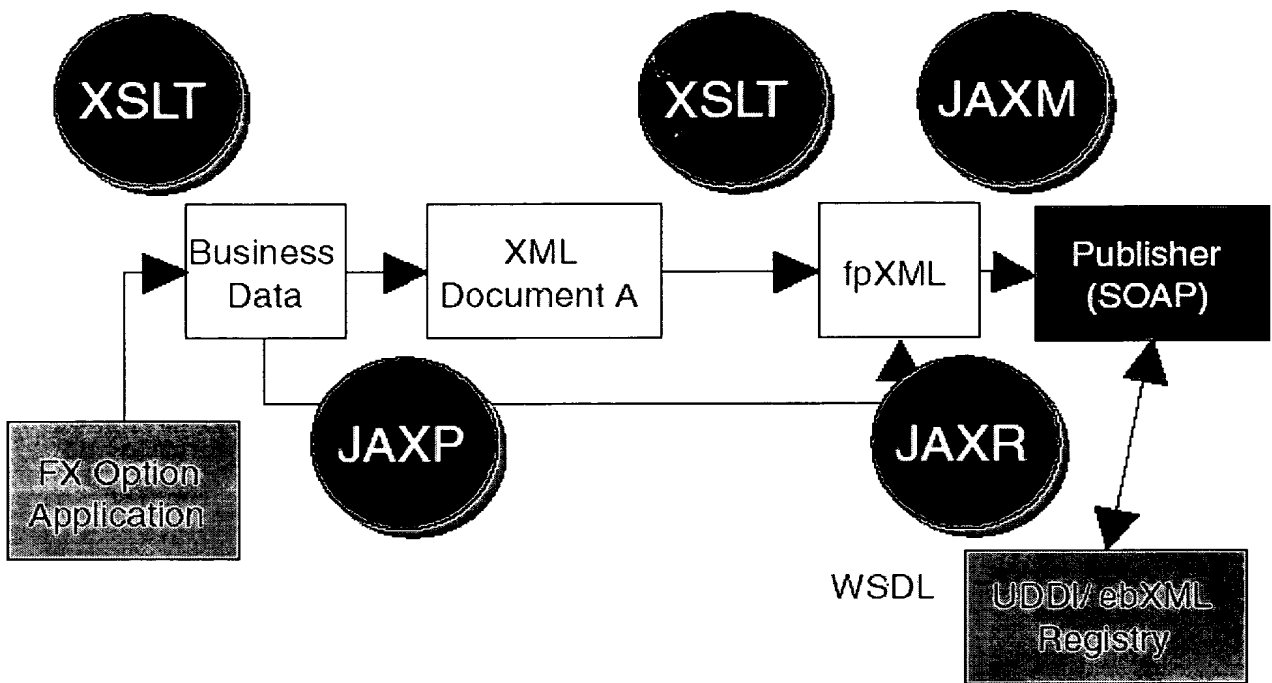 XSLT
XSLT
JAXM
Business
Data
XML
Document A
fpXML
Publisher
(SOAP)
JAXP
JAXR
FX Option
Application
WSDL
UDDI/ ebXML
Registry